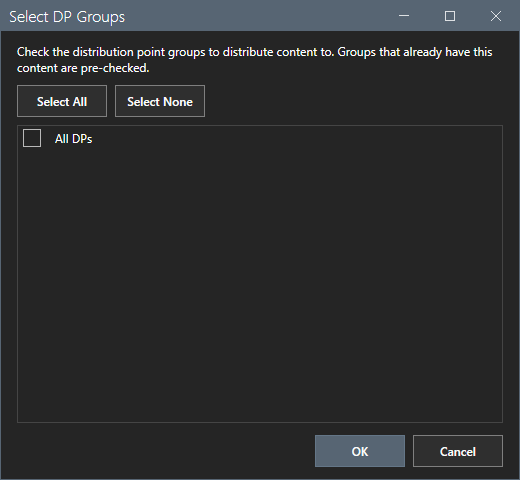 Select DP Groups
Check the distribution point groups to distribute content to. Groups that already have this
content are pre-checked.
Select All
Select None
All DPs
OK
Cancel